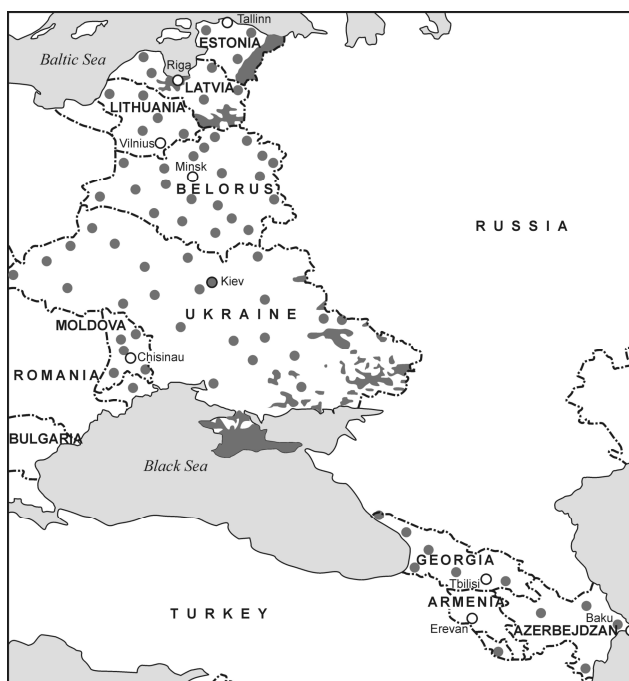 Tallinn
ESTONIA
Baltic Sea
Riga
LATVIA
LITHUANIA
Vilnius
Minsk
BELORUS
RUSSIA
Kiev
UKRAINE
MOLDOVA
Chisinau
ROMANIA
BULGARIA
Black Sea
GEORGIA
Tbilisi
TURKEY
ARMENIA
Baku
Erevan
AZERBEJDZAN